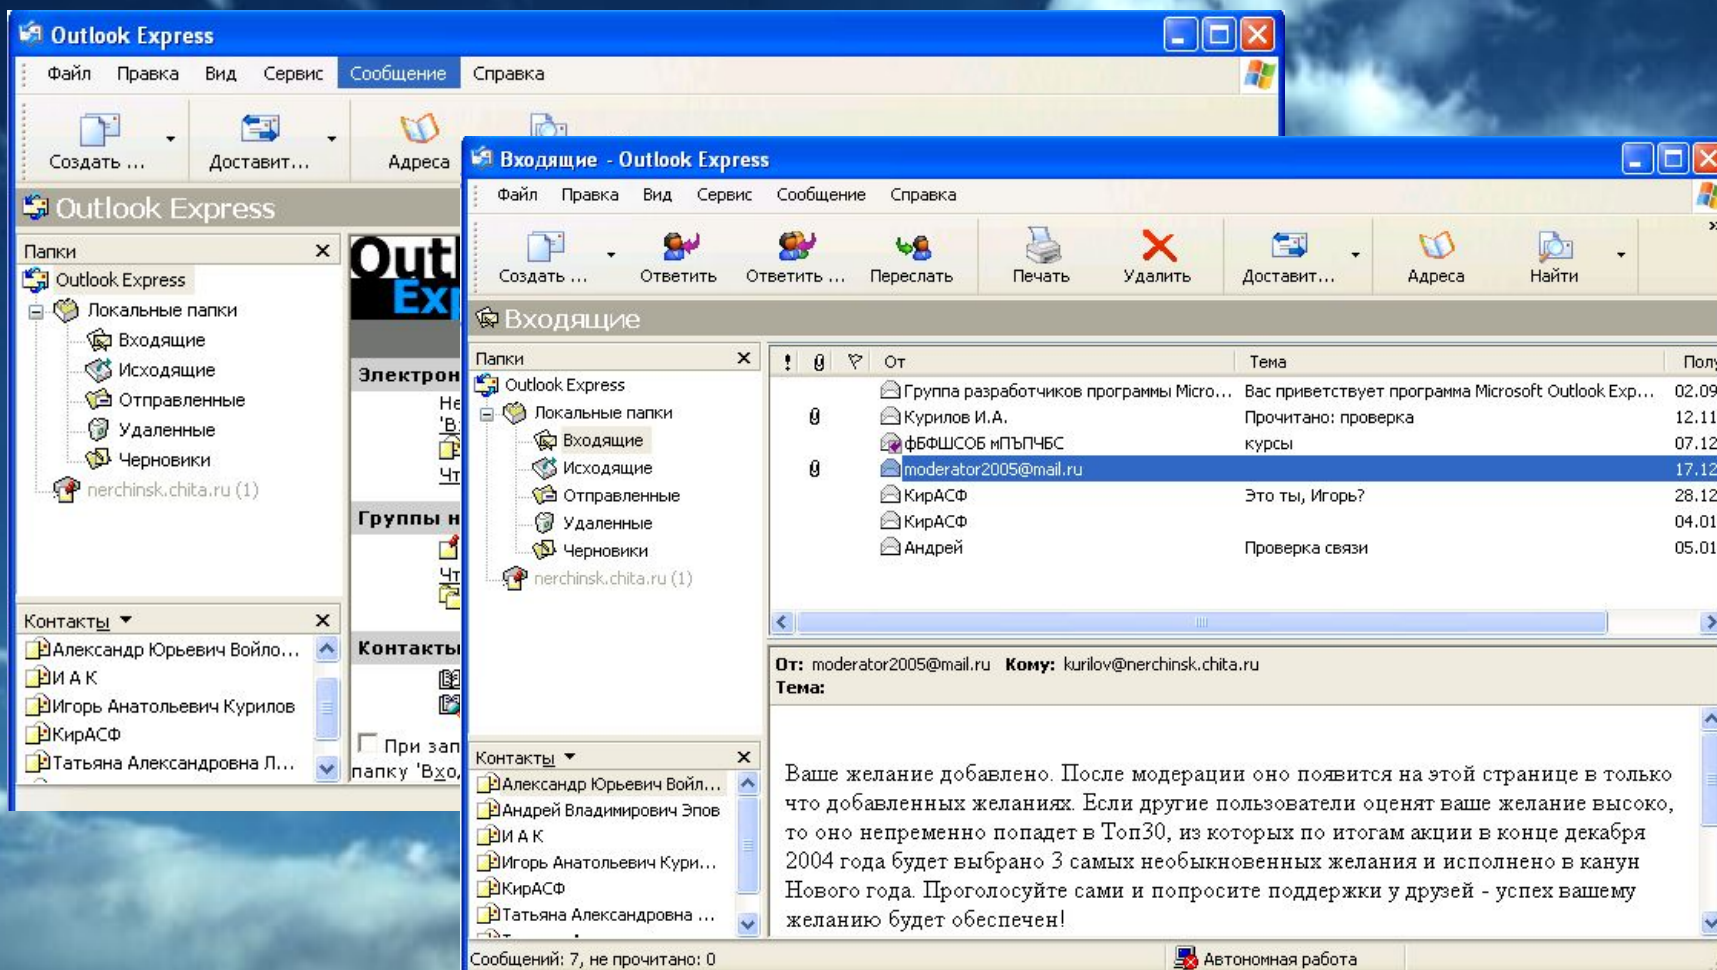 Outlook Express
Файл Правка Вид Сервис Сообщение Справка
Создать ... Доставит... Адреса
Outlook Express
Папки
Outlook Express
Локальные папки
Входящие
Исходящие
Отправленные
Удаленные
Черновики
nerchinsk.chita.ru (1)
Контакты
Александр Юрьевич Войло...
И А К
Игорь Анатольевич Курилов
КирАСФ
Татьяна Александровна Л...
Outl
Exp
Электрон
Не
'В
Чт
Группы н
Чт
Контакты
При зап
папку 'Вхо
Входящие - Outlook Express
Файл Правка Вид Сервис Сообщение Справка
Создать ... Ответить Ответить ... Переслать Печать Удалить Доставит... Адреса Найти
Входящие
Папки
Outlook Express
Локальные папки
Входящие
Исходящие
Отправленные
Удаленные
Черновики
nerchinsk.chita.ru (1)
От Тема Полу
Группа разработчиков программы Micro... Вас приветствует программа Microsoft Outlook Exp... 02.09
Курилов И.А. Прочитано: проверка 12.11
фБФШСОБ мПЪПЧБС курсы 07.12
moderator2005@mail.ru 17.12
КирАСФ Это ты, Игорь? 28.12
КирАСФ 04.01
Андрей Проверка связи 05.01
От: moderator2005@mail.ru Кому: kurilov@nerchinsk.chita.ru
Тема:
Контакты
Александр Юрьевич Войл...
Андрей Владимирович Эпов
И А К
Игорь Анатольевич Кури...
КирАСФ
Татьяна Александровна ...
Ваше желание добавлено. После модерации оно появится на этой странице в только
что добавленных желаниях. Если другие пользователи оценят ваше желание высоко,
то оно непременно попадет в Топ30, из которых по итогам акции в конце декабря
2004 года будет выбрано 3 самых необыкновенных желания и исполнено в канун
Нового года. Проголосуйте сами и попросите поддержки у друзей - успех вашему
желанию будет обеспечен!
Сообщений: 7, не прочитано: 0
Автономная работа